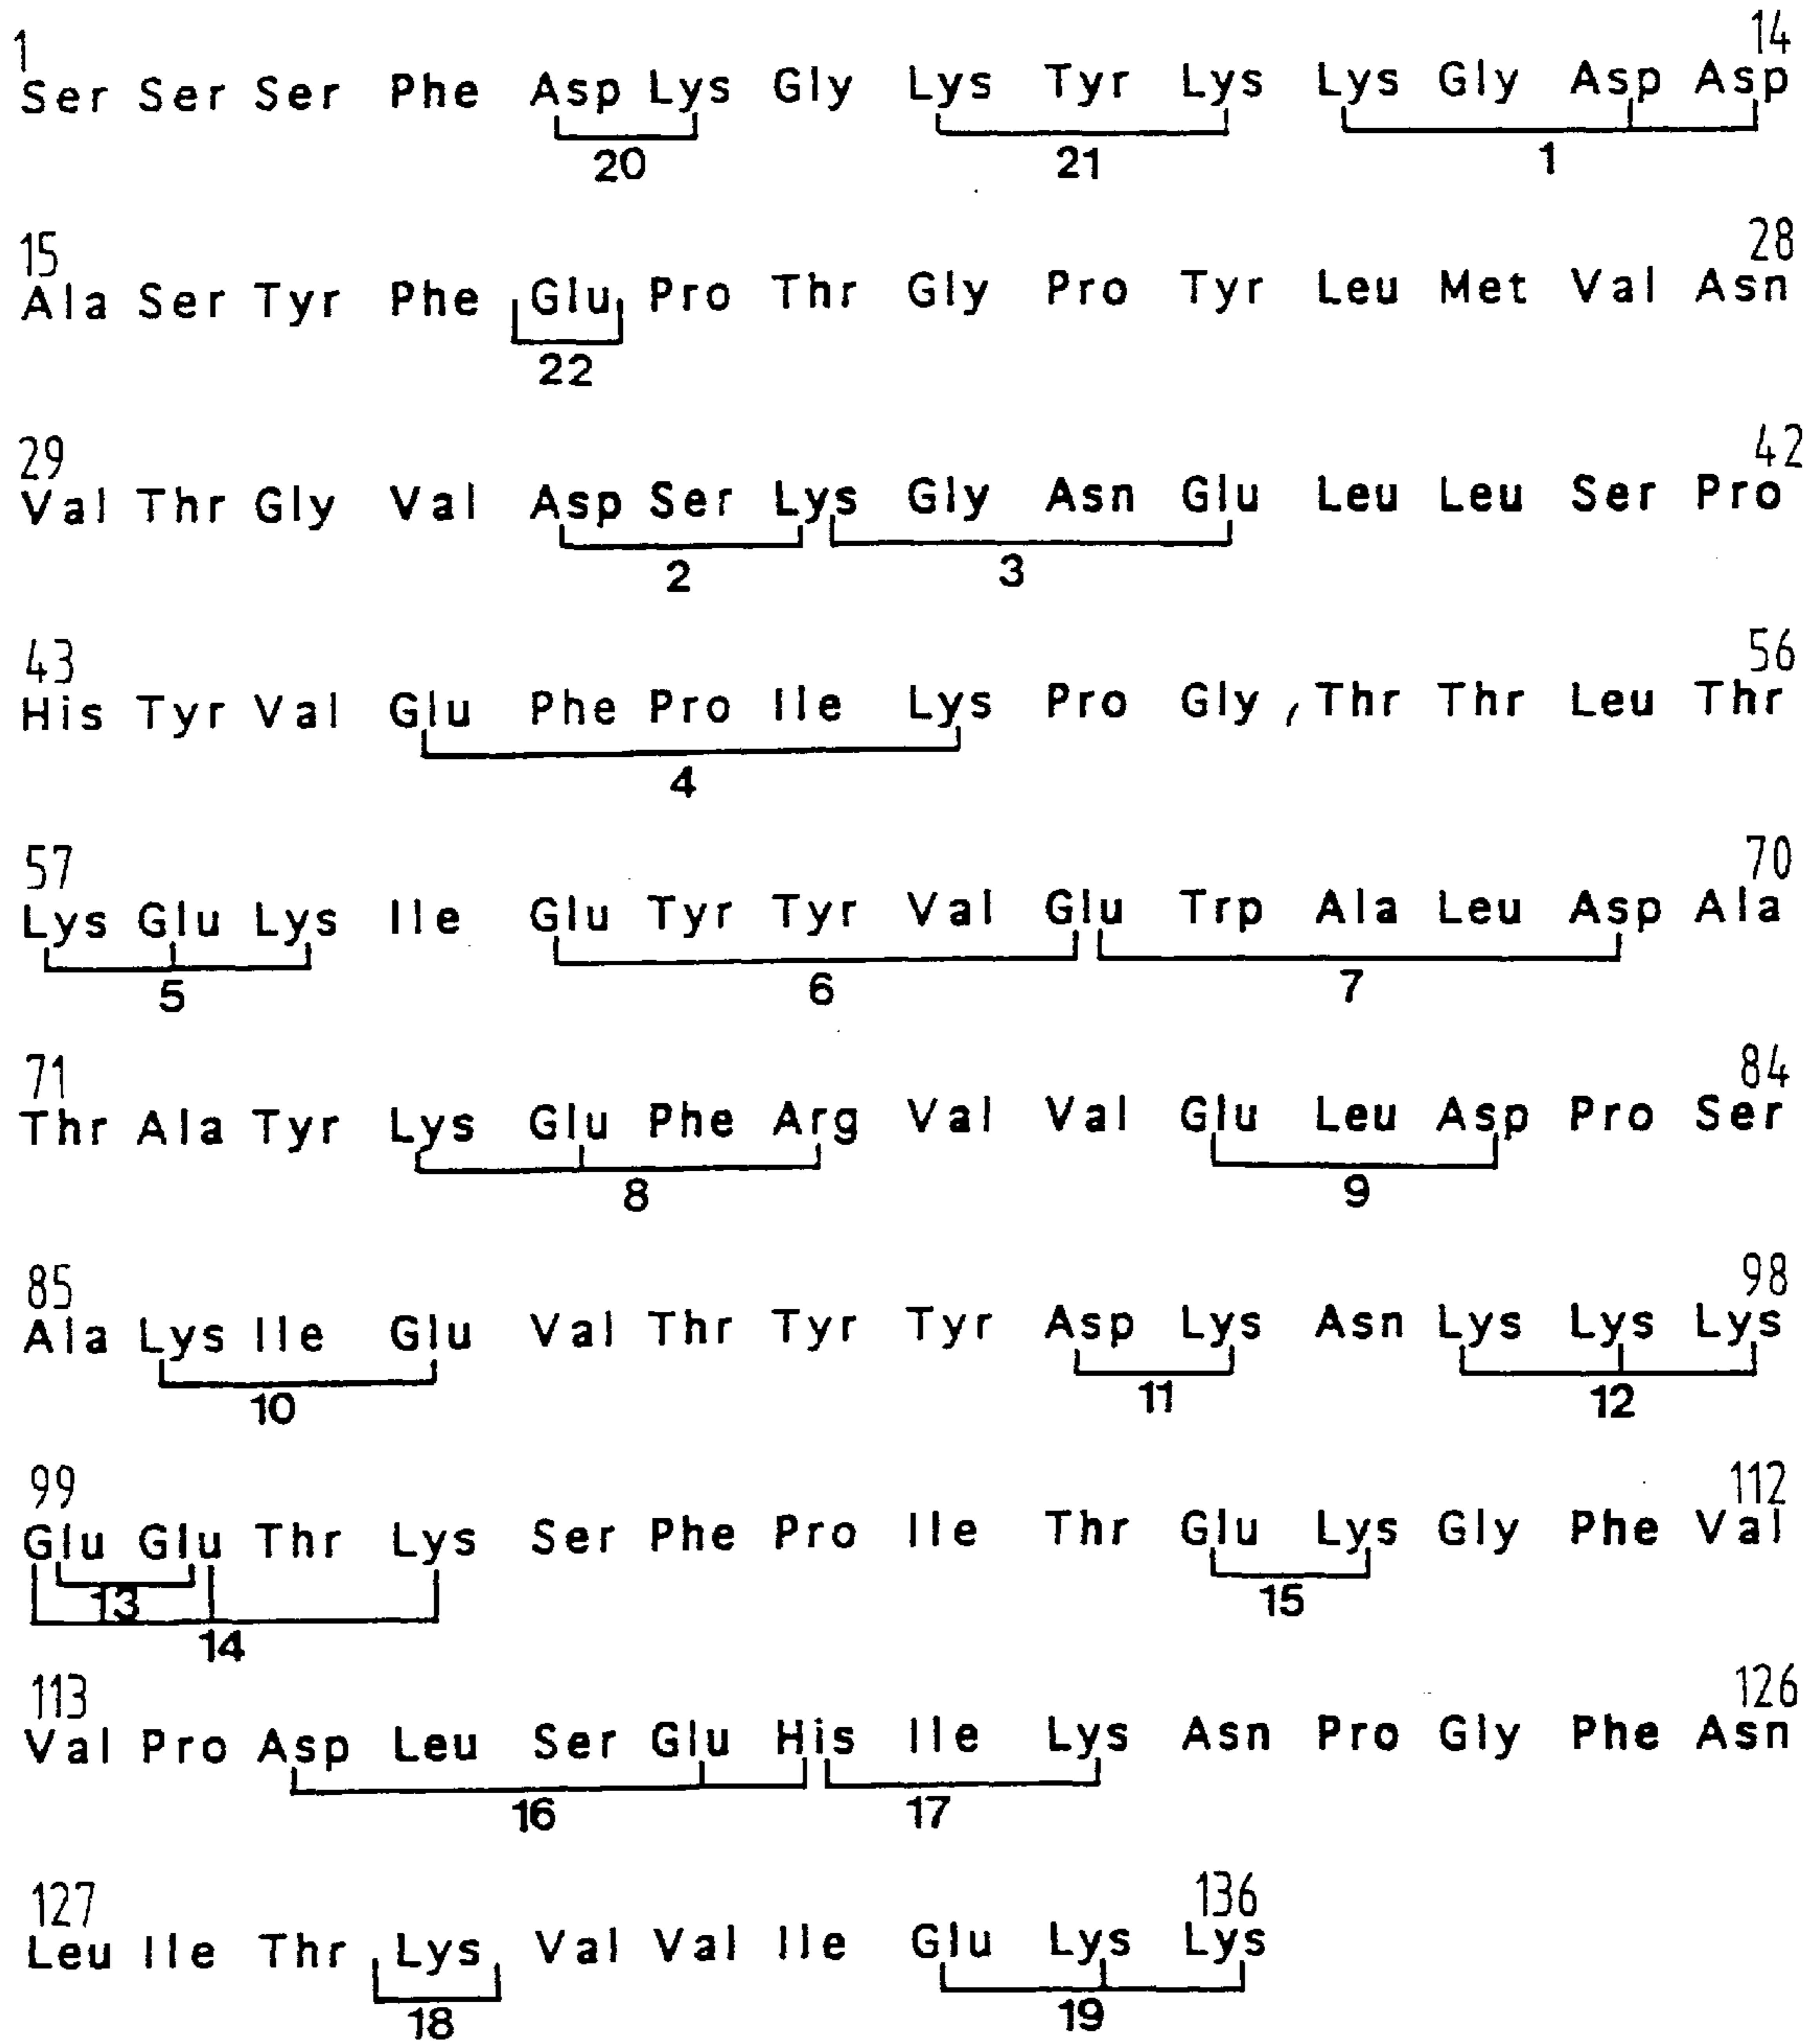 1 14
Ser Ser Ser Phe Asp Lys Gly Lys Tyr Lys Lys Gly Asp Asp
20 21 1
15 28
Ala Ser Tyr Phe Glu Pro Thr Gly Pro Tyr Leu Met Val Asn
22
29 42
Val Thr Gly Val Asp Ser Lys Gly Asn Glu Leu Leu Ser Pro
2 3
43 56
His Tyr Val Glu Phe Pro Ile Lys Pro Gly , Thr Thr Leu Thr
4
57 70
Lys Glu Lys Ile Glu Tyr Tyr Val Glu Trp Ala Leu Asp Ala
5 6 7
71 84
Thr Ala Tyr Lys Glu Phe Arg Val Val Glu Leu Asp Pro Ser
8 9
85 98
Ala Lys Ile Glu Val Thr Tyr Tyr Asp Lys Asn Lys Lys Lys
10 11 12
99 112
Glu Glu Thr Lys Ser Phe Pro Ile Thr Glu Lys Gly Phe Val
13 15
14
113 126
Val Pro Asp Leu Ser Glu His Ile Lys Asn Pro Gly Phe Asn
16 17
127 136
Leu Ile Thr Lys Val Val Ile Glu Lys Lys
18 19